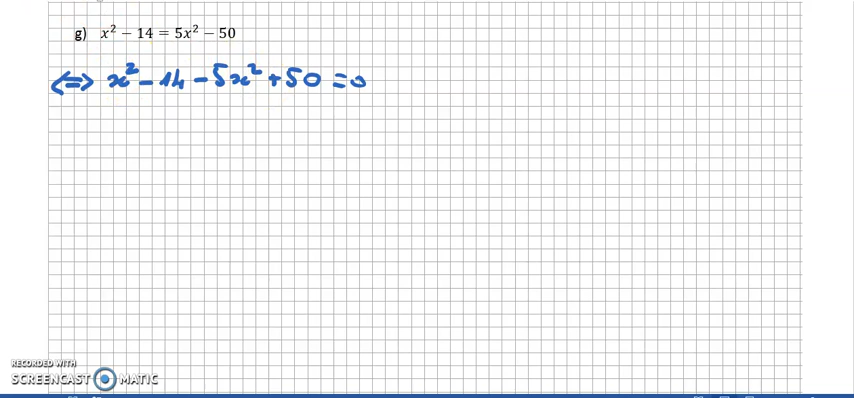 g) x² − 14 = 5x² − 50
⟺ x² − 14 − 5x² + 50 = 0
RECORDED WITH
SCREENCAST MATIC